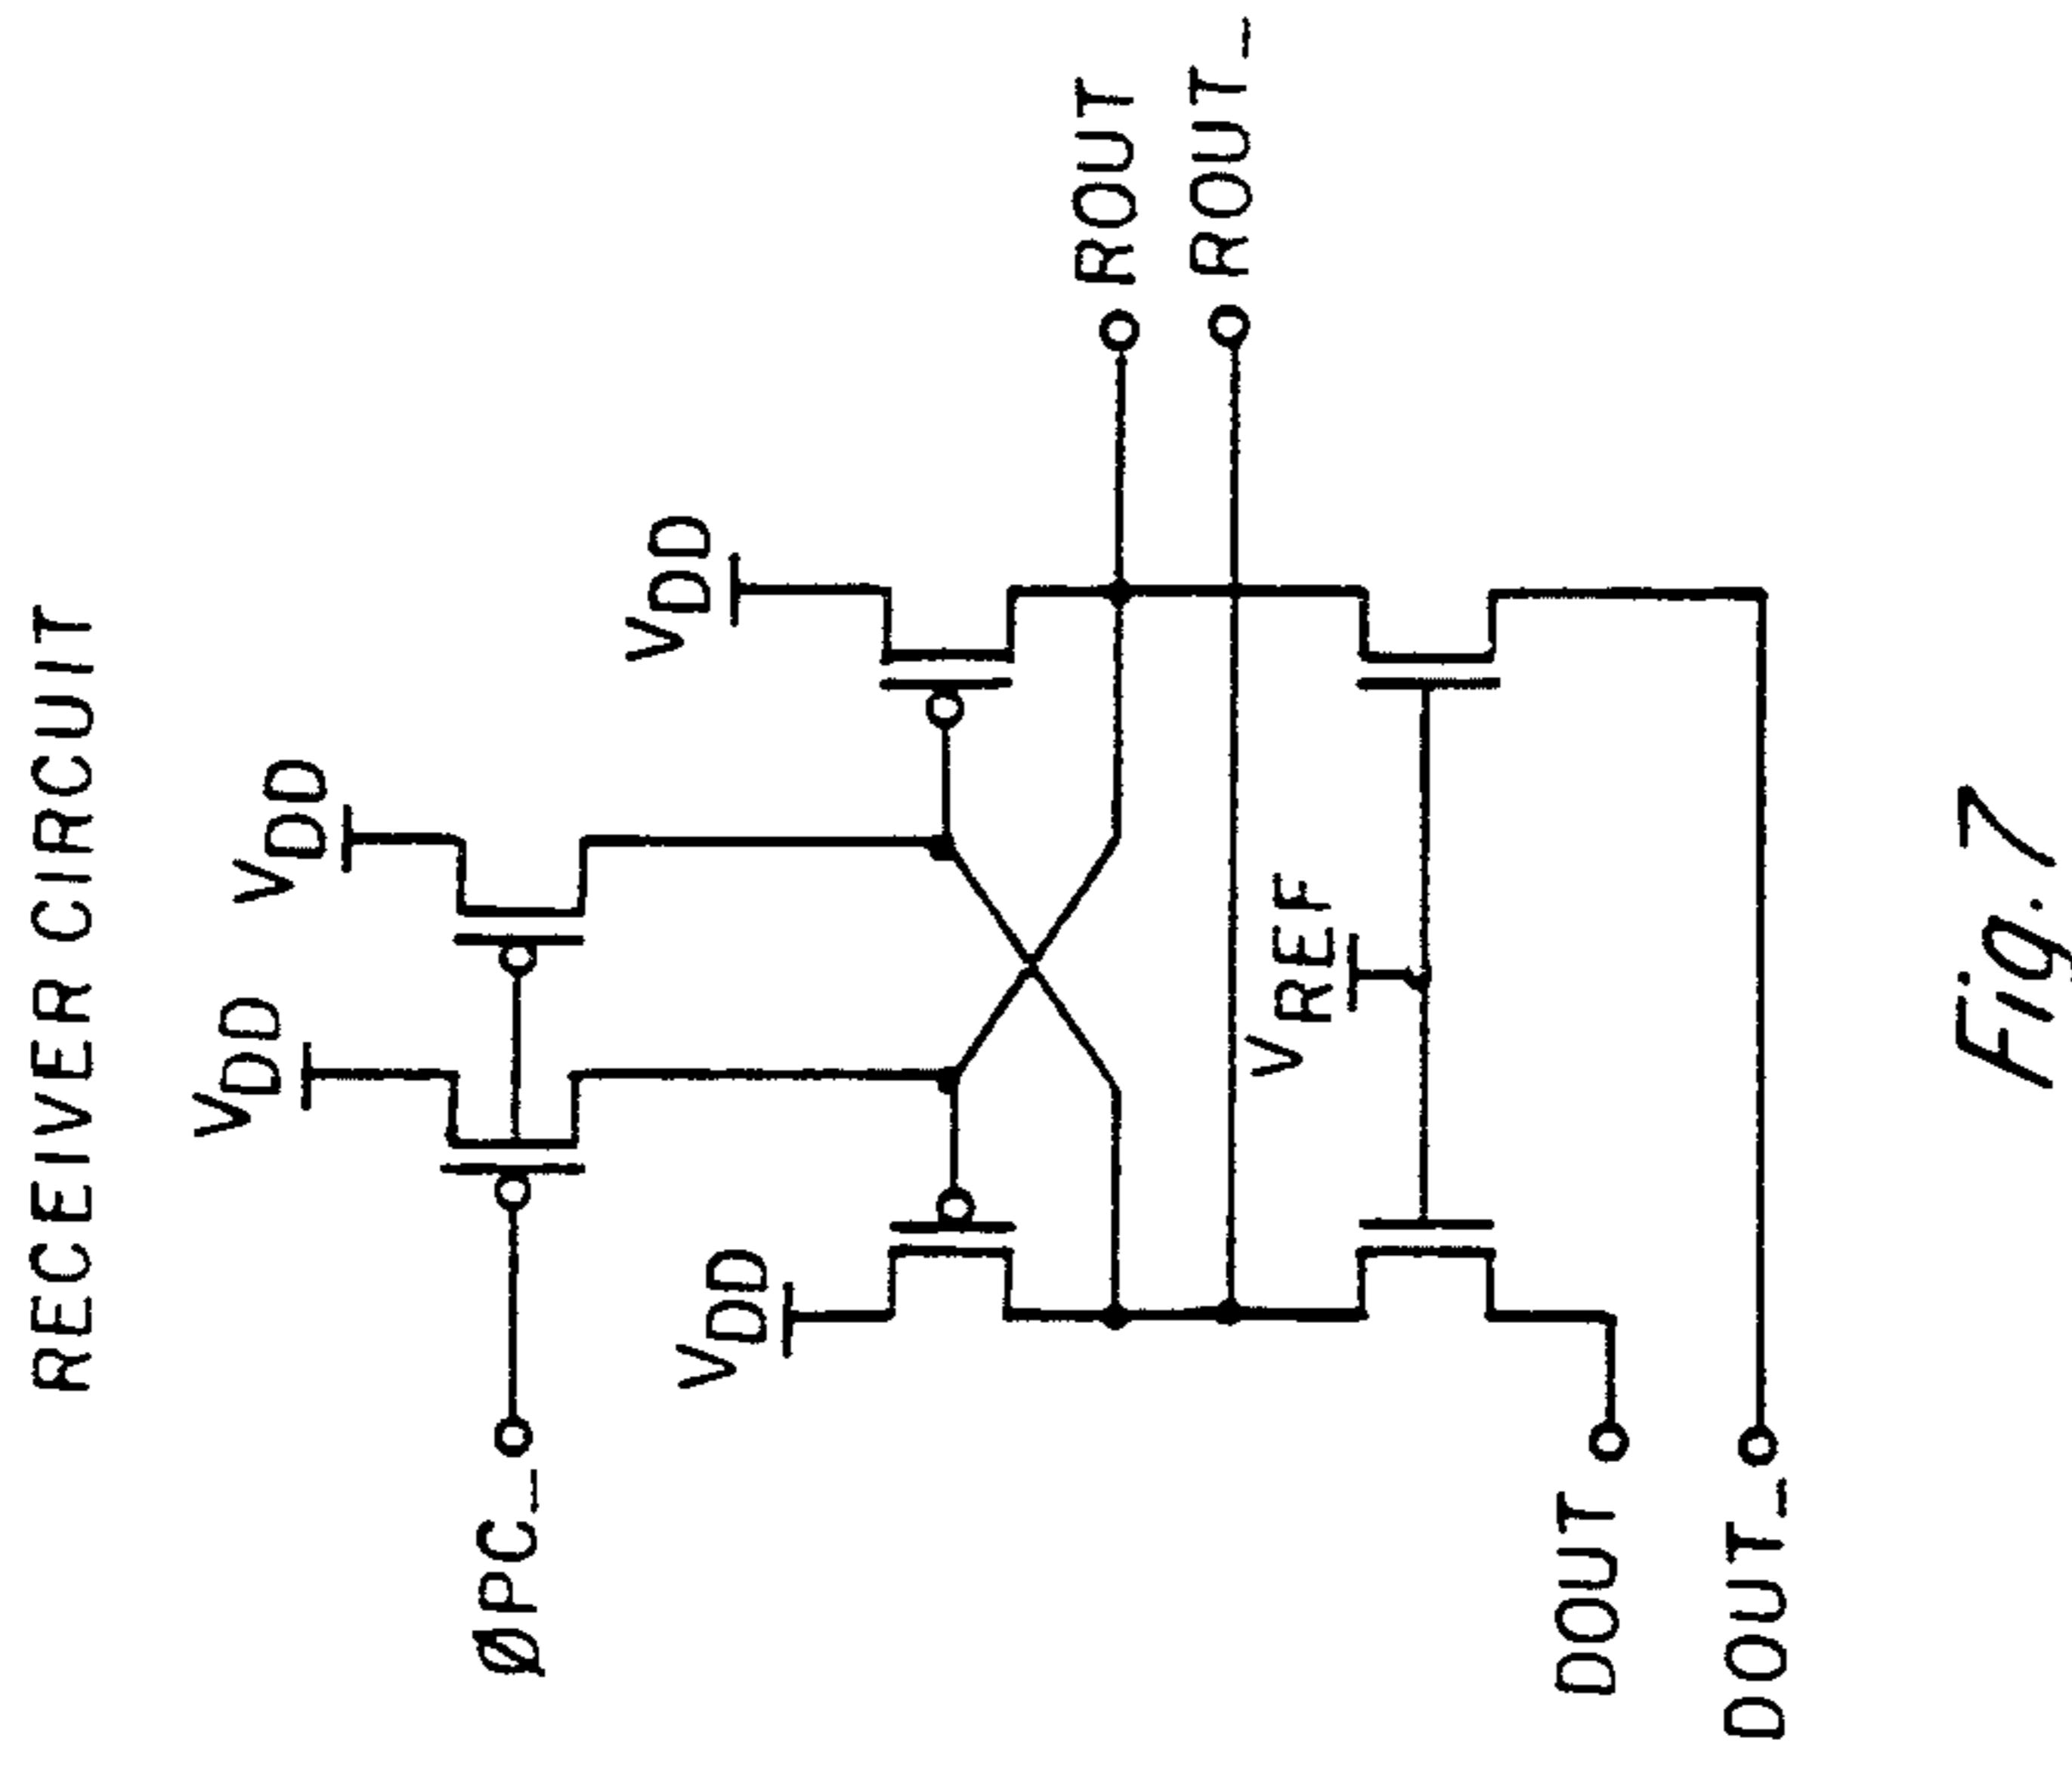 RECEIVER CIRCUIT
VDD
VDD
ØPC_
VDD
VDD
ROUT
ROUT_
VREF
DOUT
DOUT_
Fig. 7